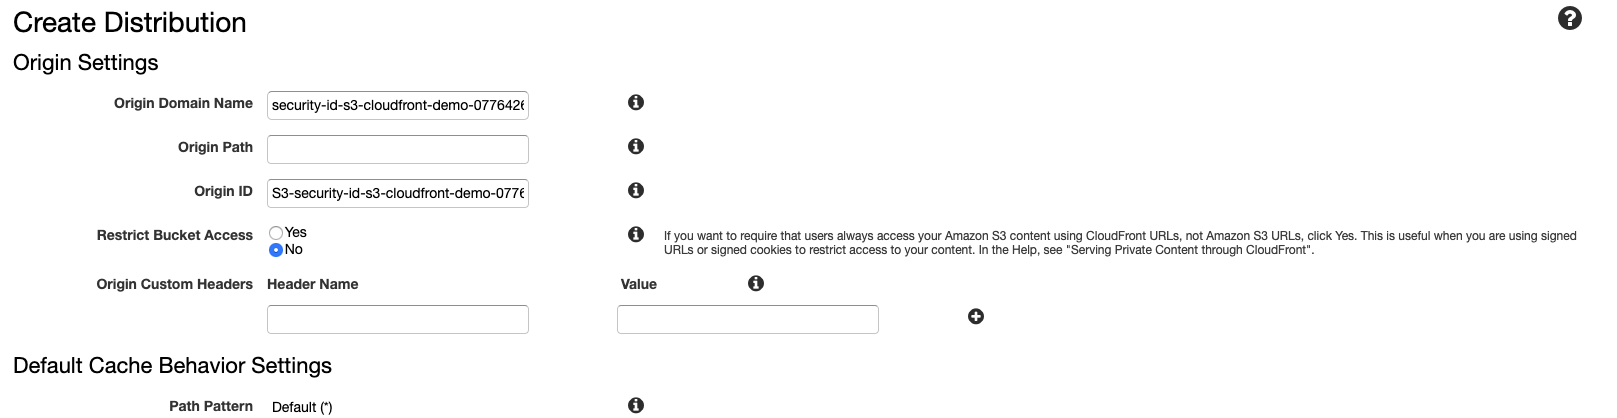 Create Distribution
?
Origin Settings
Origin Domain Name security-id-s3-cloudfront-demo-0776426 i
Origin Path i
Origin ID S3-security-id-s3-cloudfront-demo-0776 i
Restrict Bucket Access Yes i If you want to require that users always access your Amazon S3 content using CloudFront URLs, not Amazon S3 URLs, click Yes. This is useful when you are using signed
No URLs or signed cookies to restrict access to your content. In the Help, see "Serving Private Content through CloudFront".
Origin Custom Headers Header Name Value i
Default Cache Behavior Settings
Path Pattern Default (*) i